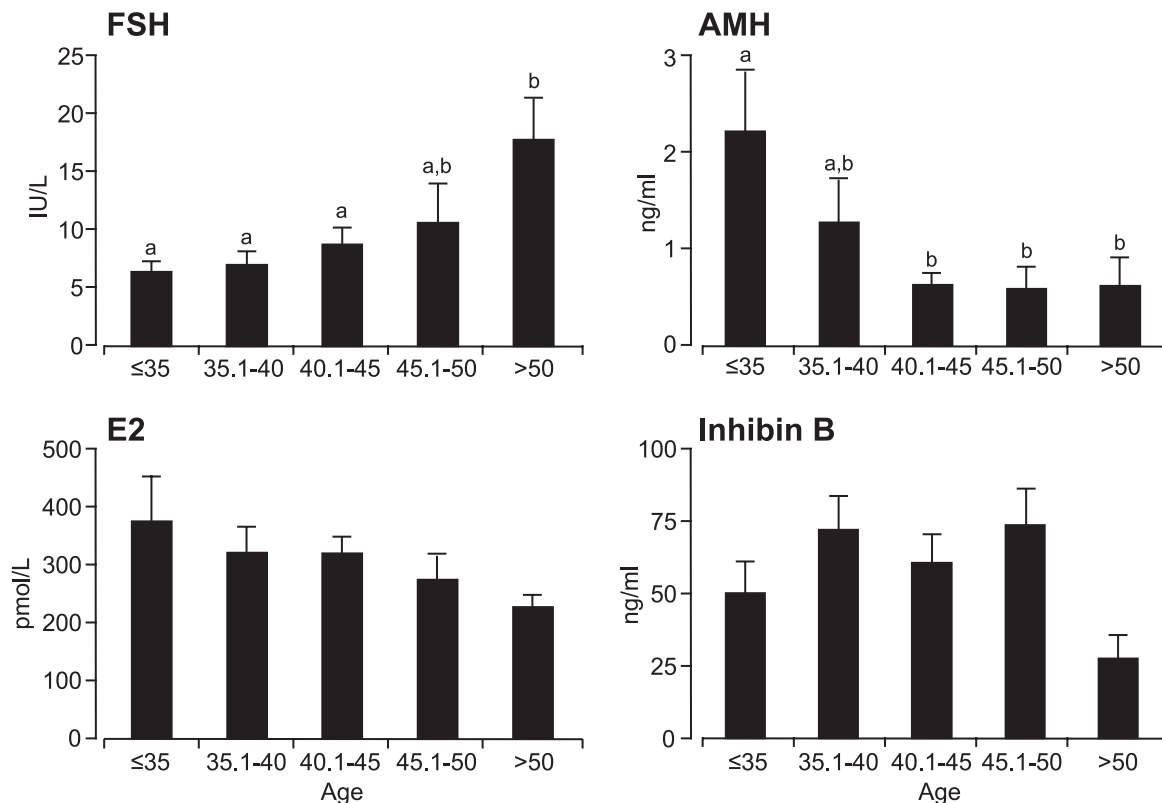 FSH
25
20
15
10
5
0
IU/L
a
a
a
a,b
b
≤35
35.1-40
40.1-45
45.1-50
>50
AMH
3
2
1
0
ng/ml
a
a,b
b
b
b
≤35
35.1-40
40.1-45
45.1-50
>50
E2
500
400
300
200
100
0
pmol/L
≤35
35.1-40
40.1-45
45.1-50
>50
Age
Inhibin B
100
75
50
25
0
ng/ml
≤35
35.1-40
40.1-45
45.1-50
>50
Age